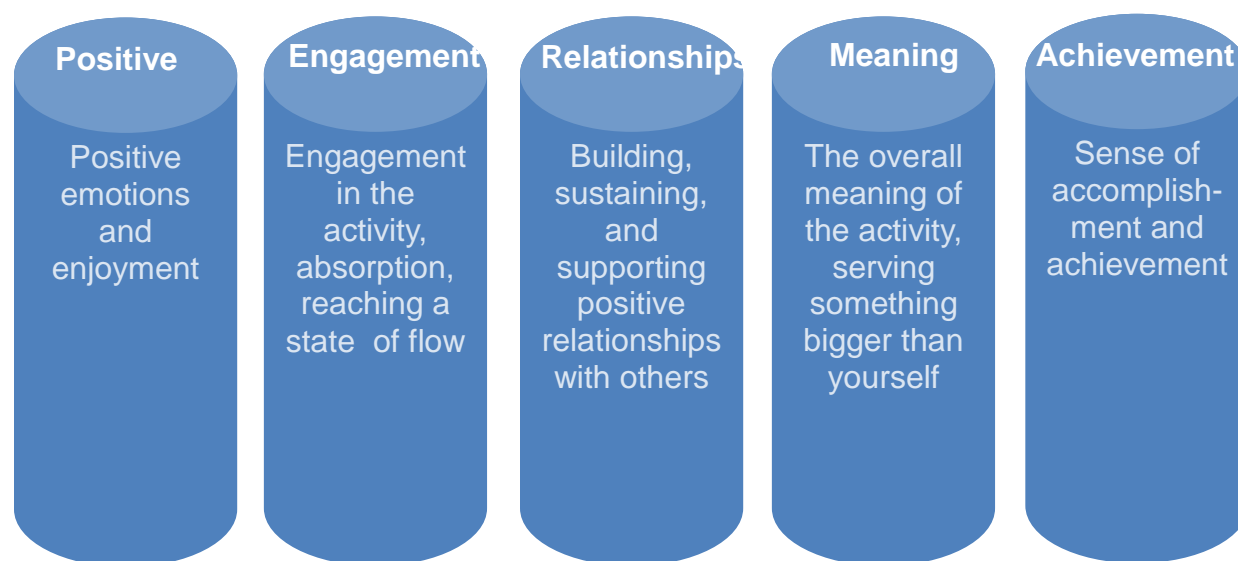 Positive
Positive
emotions
and
enjoyment
Engagement
Engagement
in the
activity,
absorption,
reaching a
state  of flow
Relationships
Building,
sustaining,
and
supporting
positive
relationships
with others
Meaning
The overall
meaning of
the activity,
serving
something
bigger than
yourself
Achievement
Sense of
accomplish-
ment and
achievement